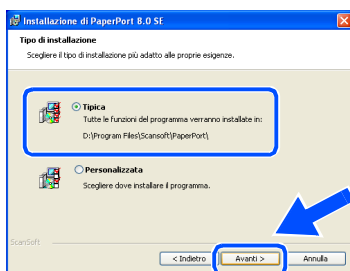 Installazione di PaperPort 8.0 SE
Tipo di installazione
Scegliere il tipo di installazione più adatto alle proprie esigenze.
Tipica
Tutte le funzioni del programma verranno installate in:
D:\Program Files\Scansoft\PaperPort\
Personalizzata
Scegliere dove installare il programma.
ScanSoft
< Indietro
Avanti >
Annulla